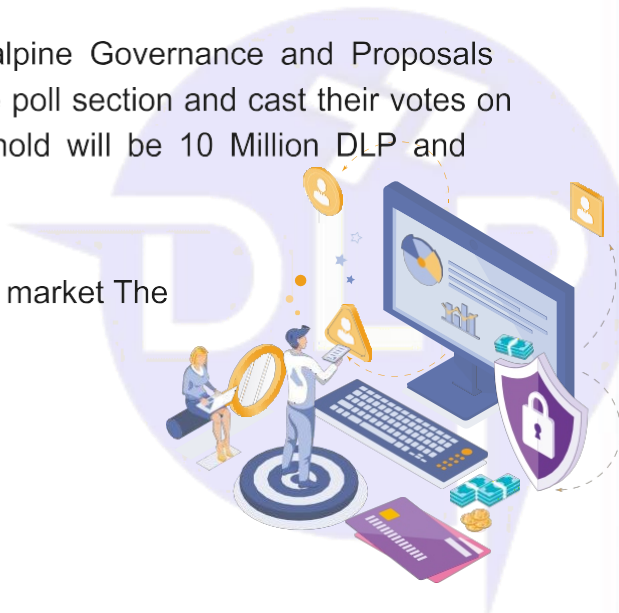 alpine Governance and Proposals
poll section and cast their votes on
hold will be 10 Million DLP and
market The
DLP